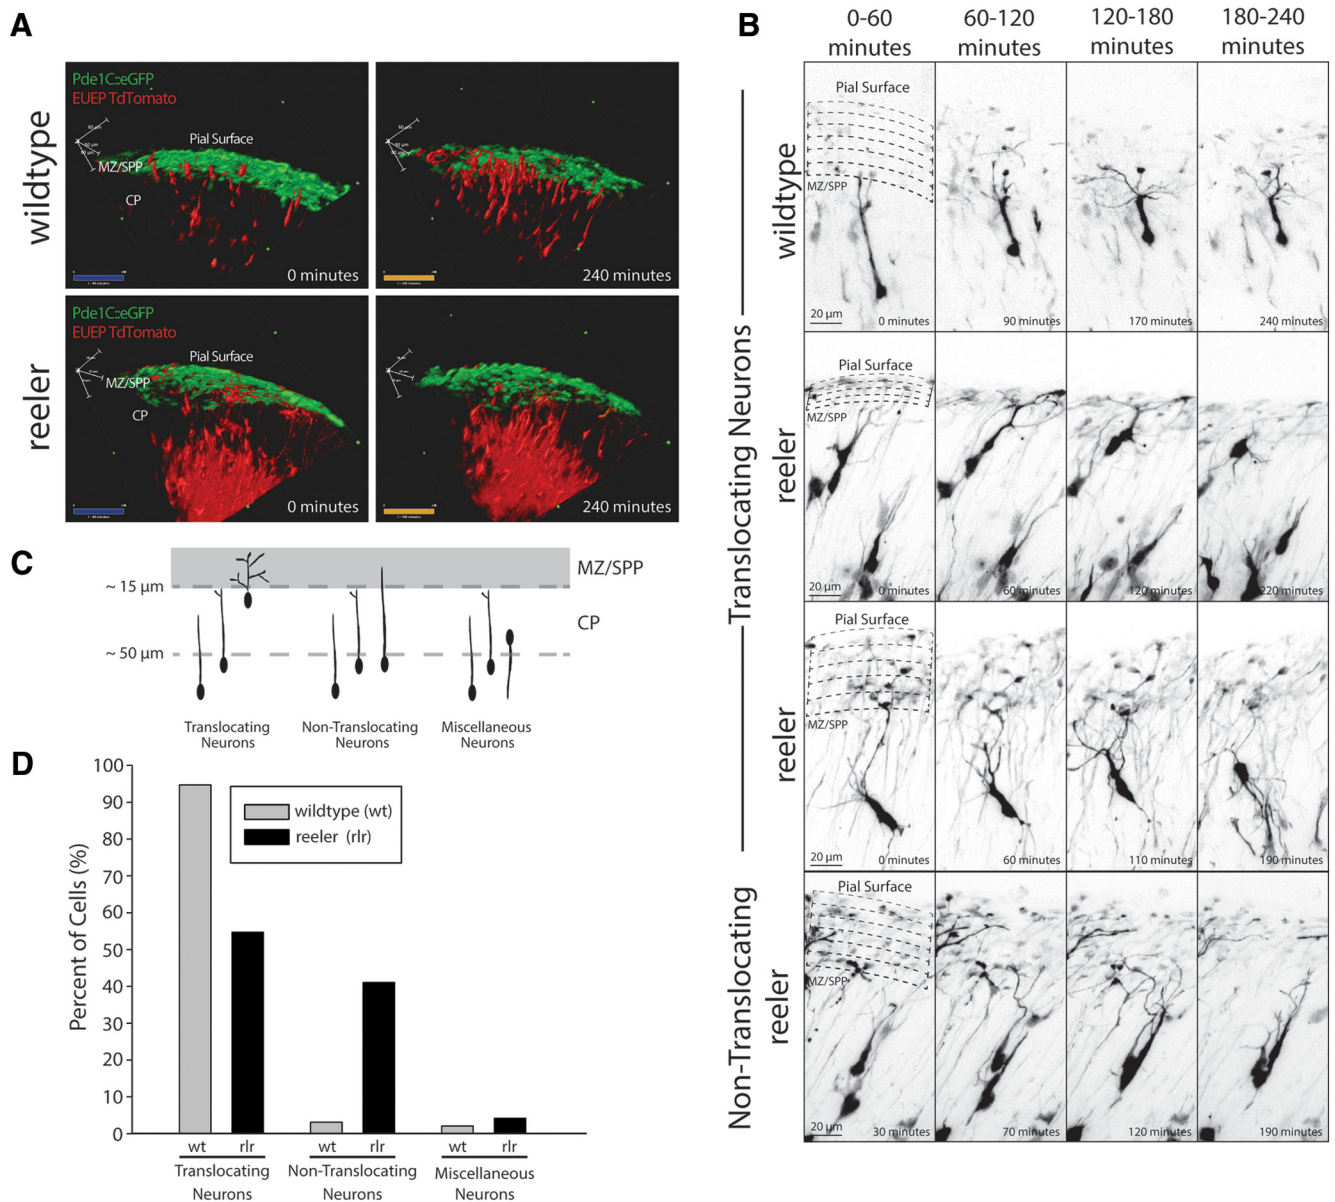 A
wildtype
Pde1C::eGFP
EUEP TdTomato
Pial Surface
MZ/SPP
CP
0 minutes
240 minutes
reeler
Pde1C::eGFP
EUEP TdTomato
Pial Surface
MZ/SPP
CP
0 minutes
240 minutes
B
0-60
minutes
60-120
minutes
120-180
minutes
180-240
minutes
Translocating Neurons
wildtype
Pial Surface
MZ/SPP
20 µm
0 minutes
90 minutes
170 minutes
240 minutes
reeler
Pial Surface
MZ/SPP
20 µm
0 minutes
60 minutes
120 minutes
220 minutes
reeler
Pial Surface
MZ/SPP
20 µm
0 minutes
60 minutes
110 minutes
190 minutes
Non-Translocating
reeler
Pial Surface
MZ/SPP
20 µm
30 minutes
70 minutes
120 minutes
190 minutes
C
MZ/SPP
~ 15 µm
CP
~ 50 µm
Translocating
Neurons
Non-Translocating
Neurons
Miscellaneous
Neurons
D
Percent of Cells (%)
100
90
80
70
60
50
40
30
20
10
0
wildtype (wt)
reeler (rlr)
wt rlr
wt rlr
wt rlr
Translocating
Neurons
Non-Translocating
Neurons
Miscellaneous
Neurons